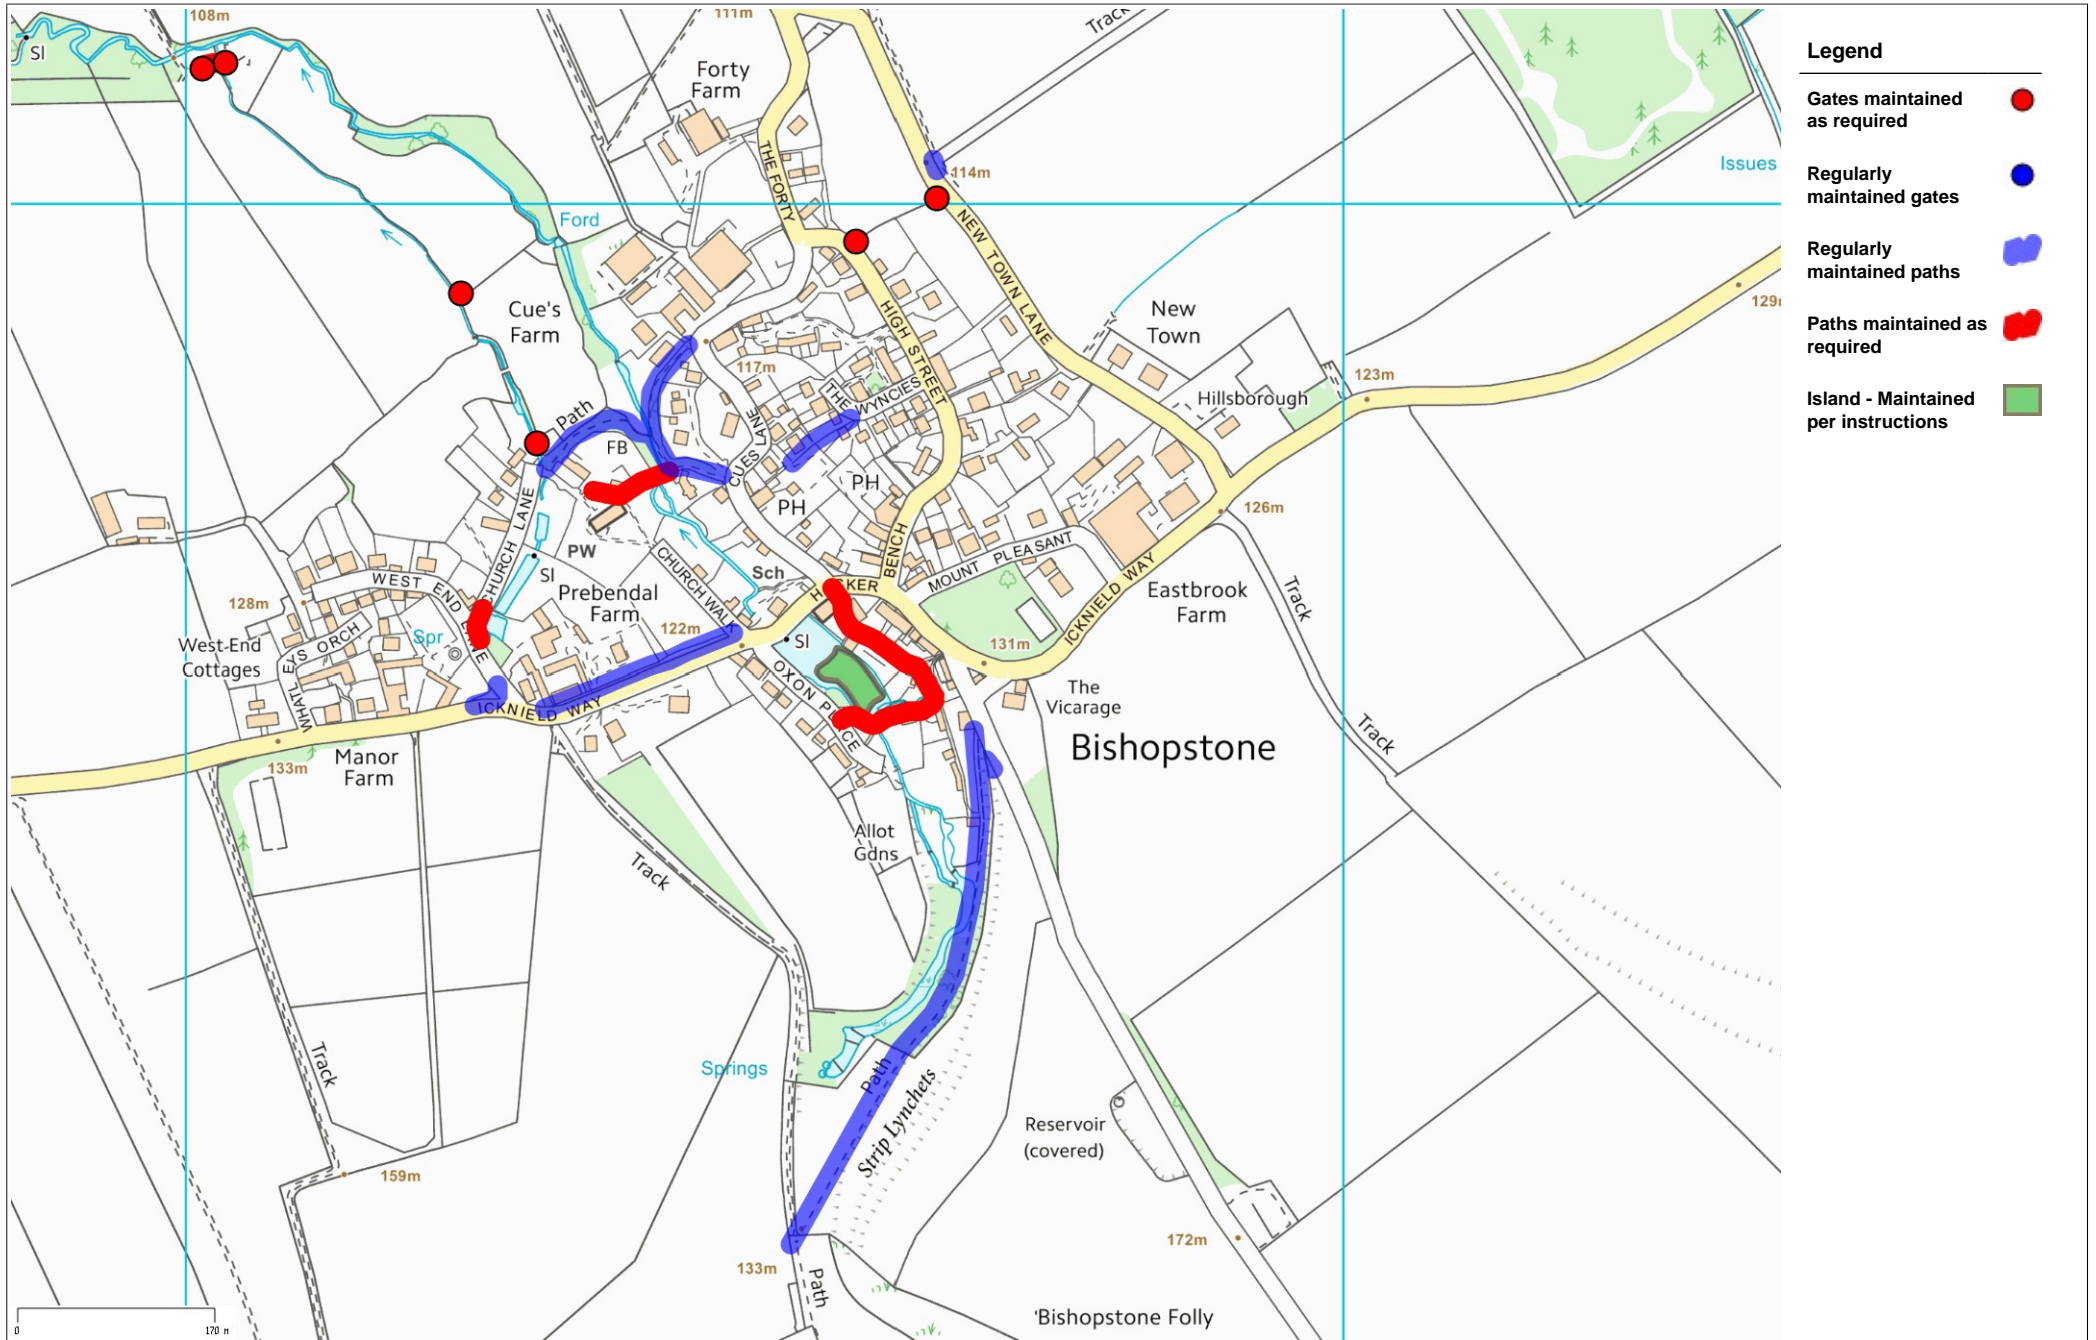 108m
111m
Track
SI
Forty
Farm
THE FORTY
114m
Issues
Ford
NEW TOWN LANE
Cue's
Farm
HIGH STREET
New
Town
129m
117m
123m
THE WYNCIES
Hillsborough
Path
CUES LANE
FB
PH
PH
126m
CHURCH LANE
PW
BENCH
MOUNT PLEASANT
CHURCH WALK
Sch
SI
WEST END LANE
Prebendal
Farm
ICKNIELD WAY
Eastbrook
Farm
Track
128m
122m
SI
131m
West-End
Cottages
Spr
OXON PLACE
The
Vicarage
ICKNIELD WAY
Track
Manor
Farm
133m
Bishopstone
Allot
Gdns
Track
Track
Springs
Path
Strip Lynchets
Reservoir
(covered)
159m
172m
133m
Path
'Bishopstone Folly
0
170 m
Legend
Gates maintained
as required
Regularly
maintained gates
Regularly
maintained paths
Paths maintained as
required
Island - Maintained
per instructions